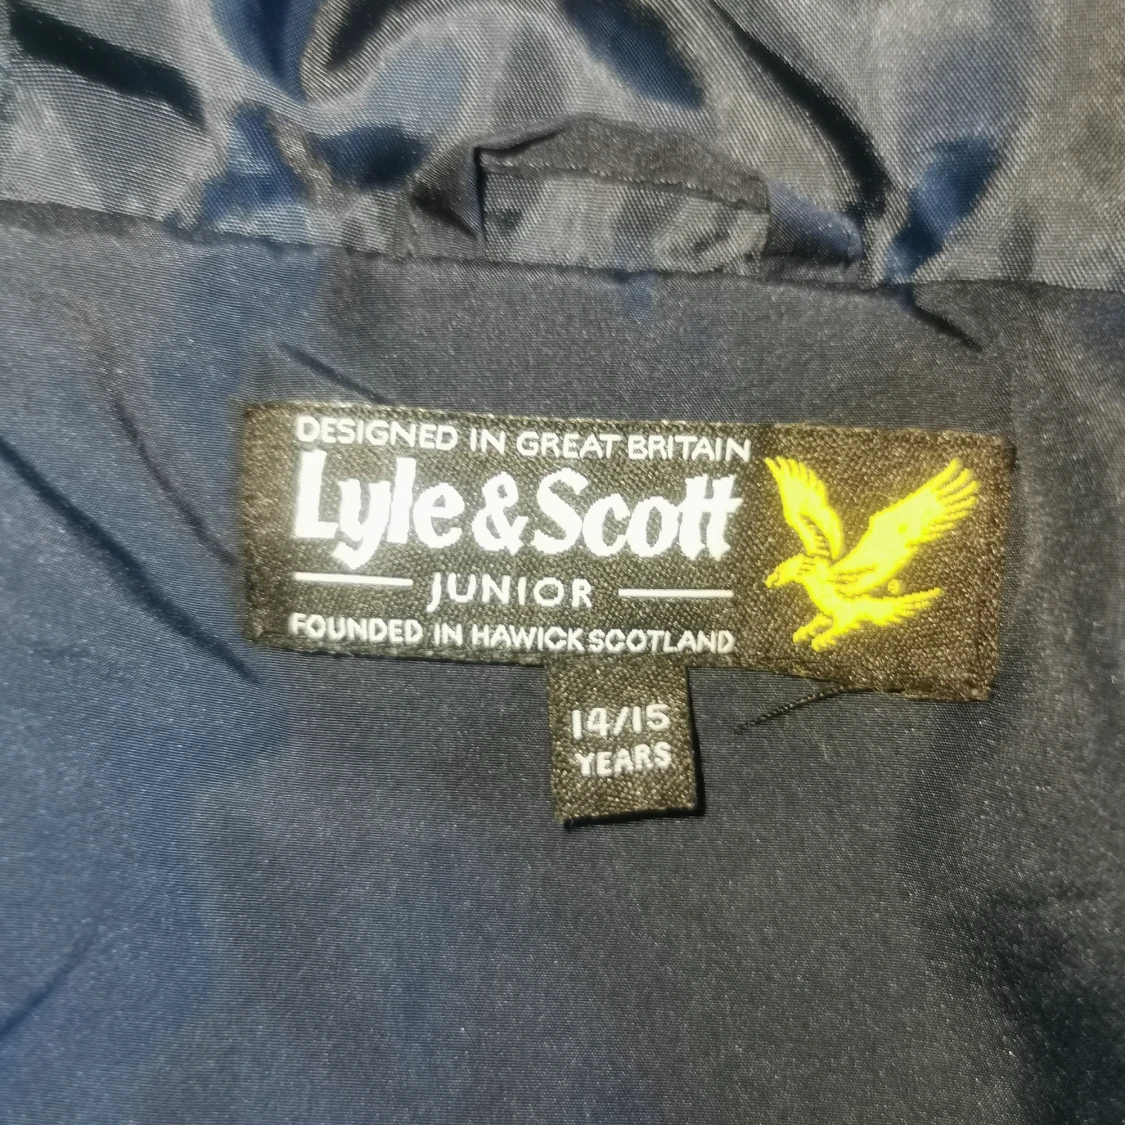 DESIGNED IN GREAT BRITAIN
Lyle & Scott
JUNIOR
FOUNDED IN HAWICK SCOTLAND
14/15
YEARS